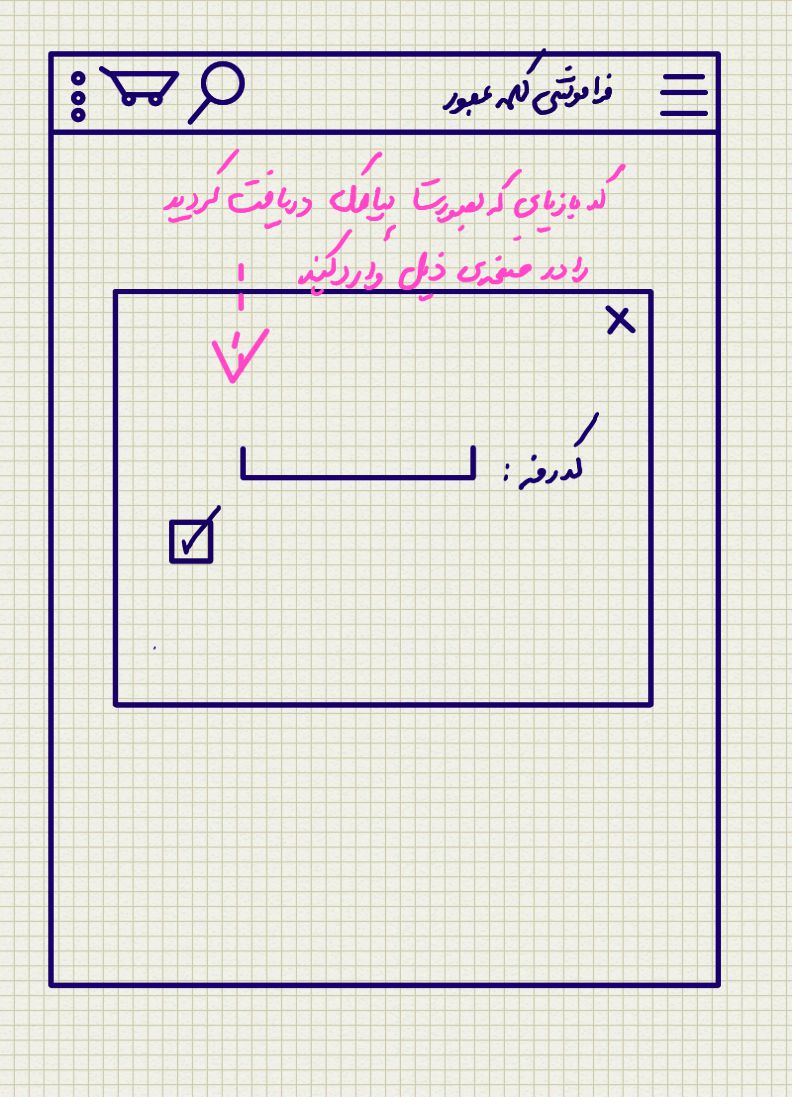 فراموشی کلمه عبور
کد بازیابی که بصورت پیامک دریافت کردید
را در صفحه‌ی ذیل وارد کنید
کد رمز :